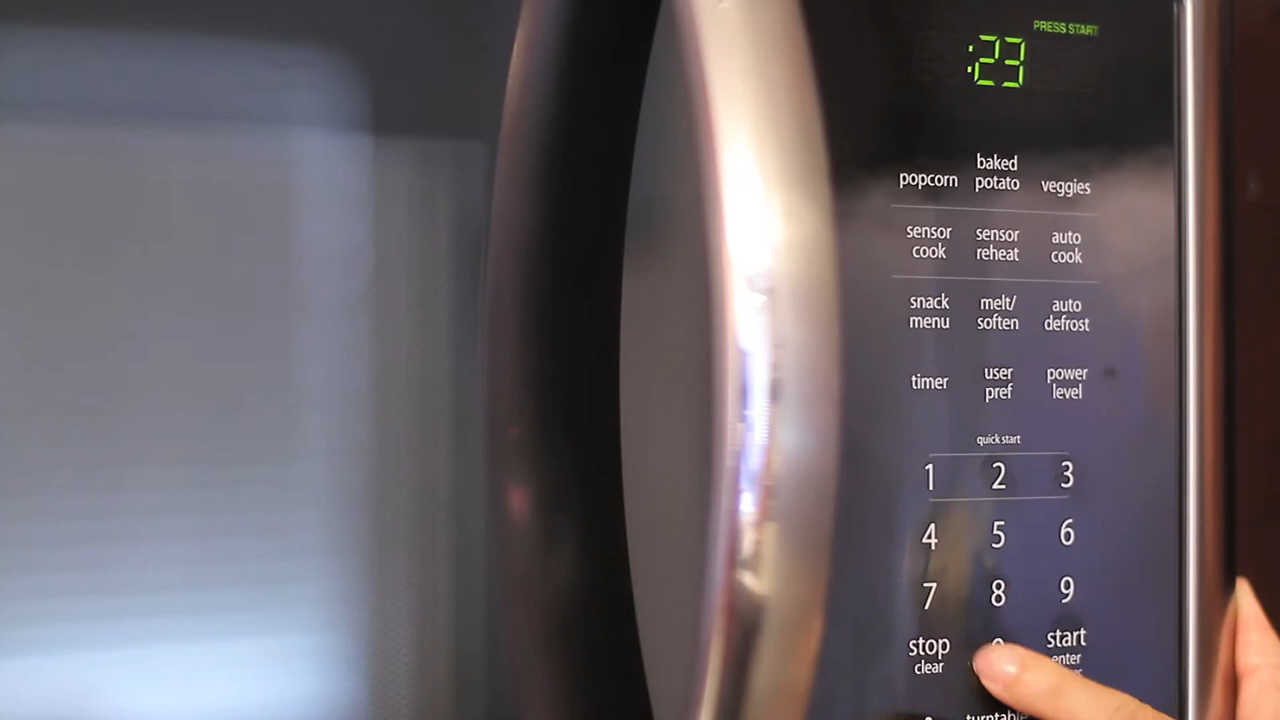 PRESS START
:23
popcorn
baked
potato
veggies
sensor
cook
sensor
reheat
auto
cook
snack
menu
melt/
soften
auto
defrost
timer
user
pref
power
level
quick start
1 2 3
4 5 6
7 8 9
stop
clear
start
enter